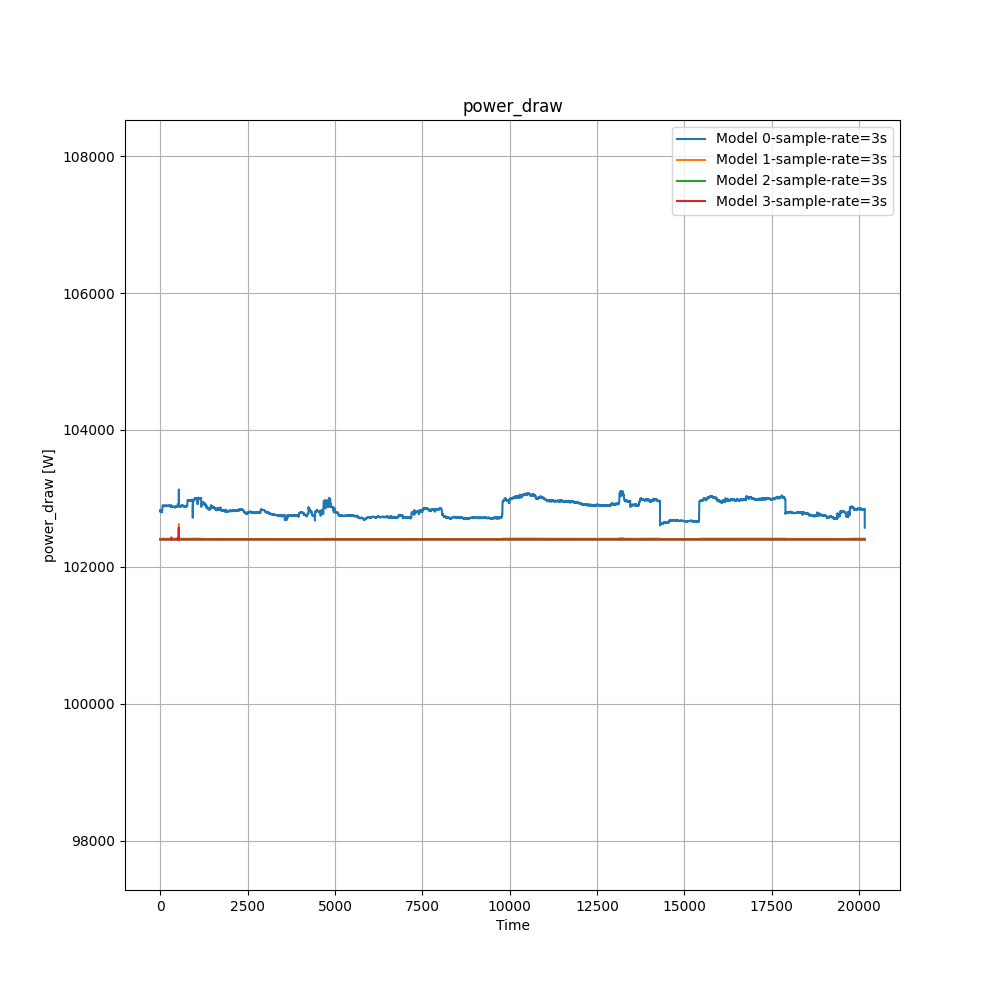 power_draw
Model 0-sample-rate=3s
Model 1-sample-rate=3s
Model 2-sample-rate=3s
Model 3-sample-rate=3s
108000
106000
104000
102000
100000
98000
power_draw [W]
0 2500 5000 7500 10000 12500 15000 17500 20000
Time